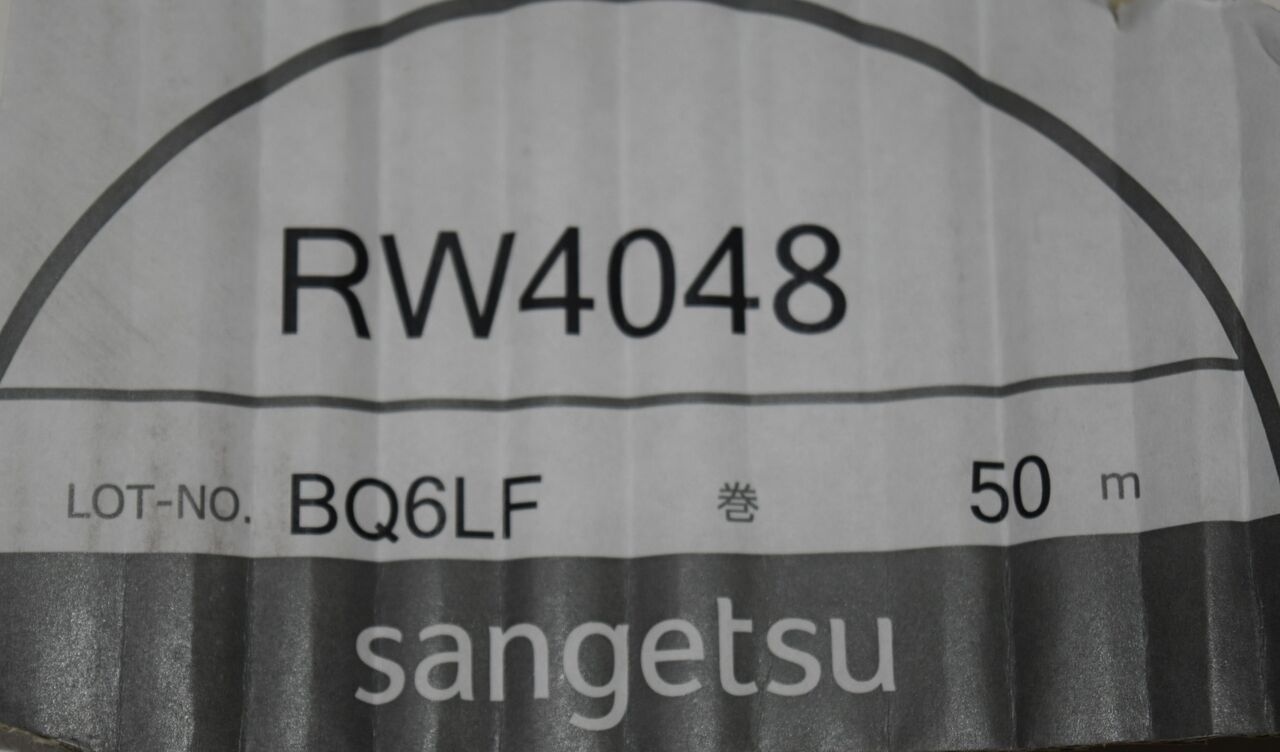 RW4048
LOT-NO. BQ6LF 巻 50 m
sangetsu